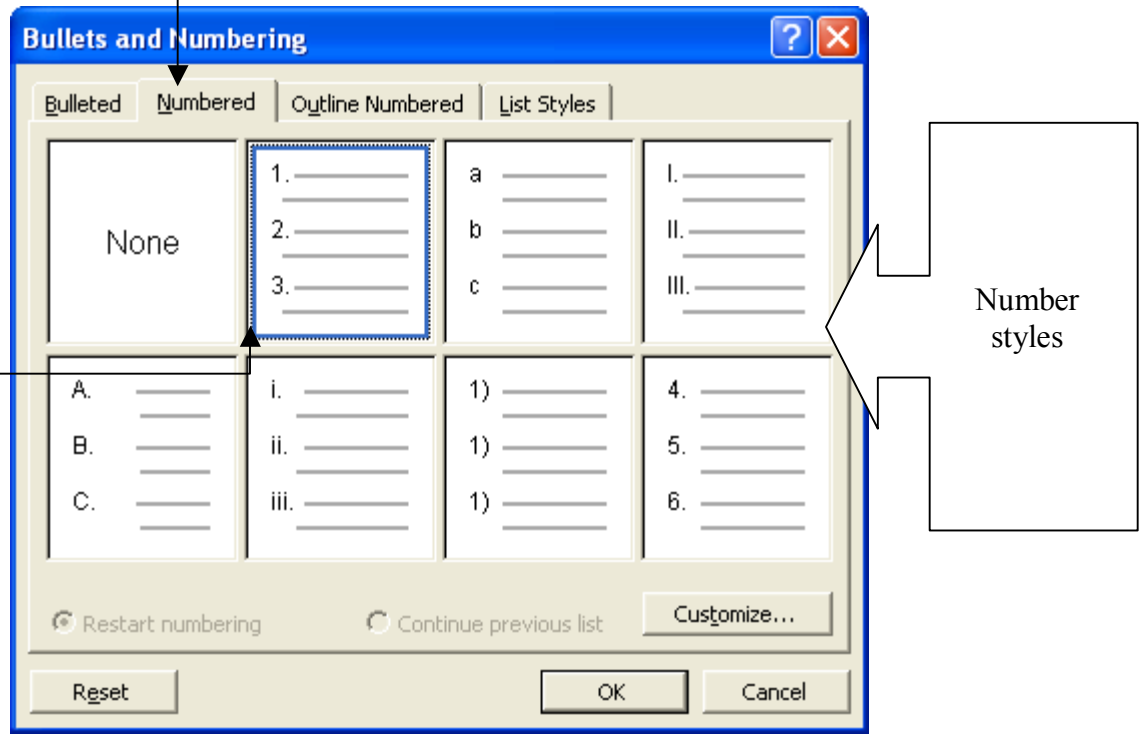 Bullets and Numbering
Bulleted Numbered Outline Numbered List Styles
None
1.
2.
3.
a
b
c
I.
II.
III.
A.
B.
C.
i.
ii.
iii.
1)
1)
1)
4.
5.
6.
Number
styles
Restart numbering Continue previous list Customize...
Reset OK Cancel